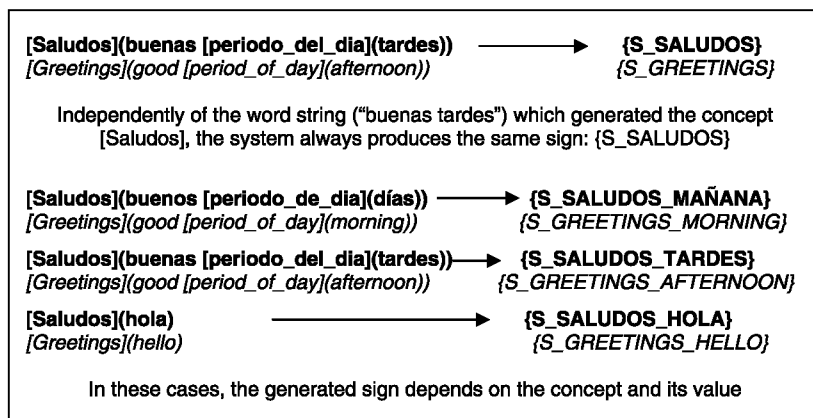 [Saludos](buenas [periodo_del_dia](tardes)) {S_SALUDOS}
[Greetings](good [period_of_day](afternoon)) {S_GREETINGS}
Independently of the word string (“buenas tardes”) which generated the concept
[Saludos], the system always produces the same sign: {S_SALUDOS}
[Saludos](buenos [periodo_de_dia](días)) {S_SALUDOS_MAÑANA}
[Greetings](good [period_of_day](morning)) {S_GREETINGS_MORNING}
[Saludos](buenas [periodo_del_dia](tardes)) {S_SALUDOS_TARDES}
[Greetings](good [period_of_day](afternoon)) {S_GREETINGS_AFTERNOON}
[Saludos](hola) {S_SALUDOS_HOLA}
[Greetings](hello) {S_GREETINGS_HELLO}
In these cases, the generated sign depends on the concept and its value